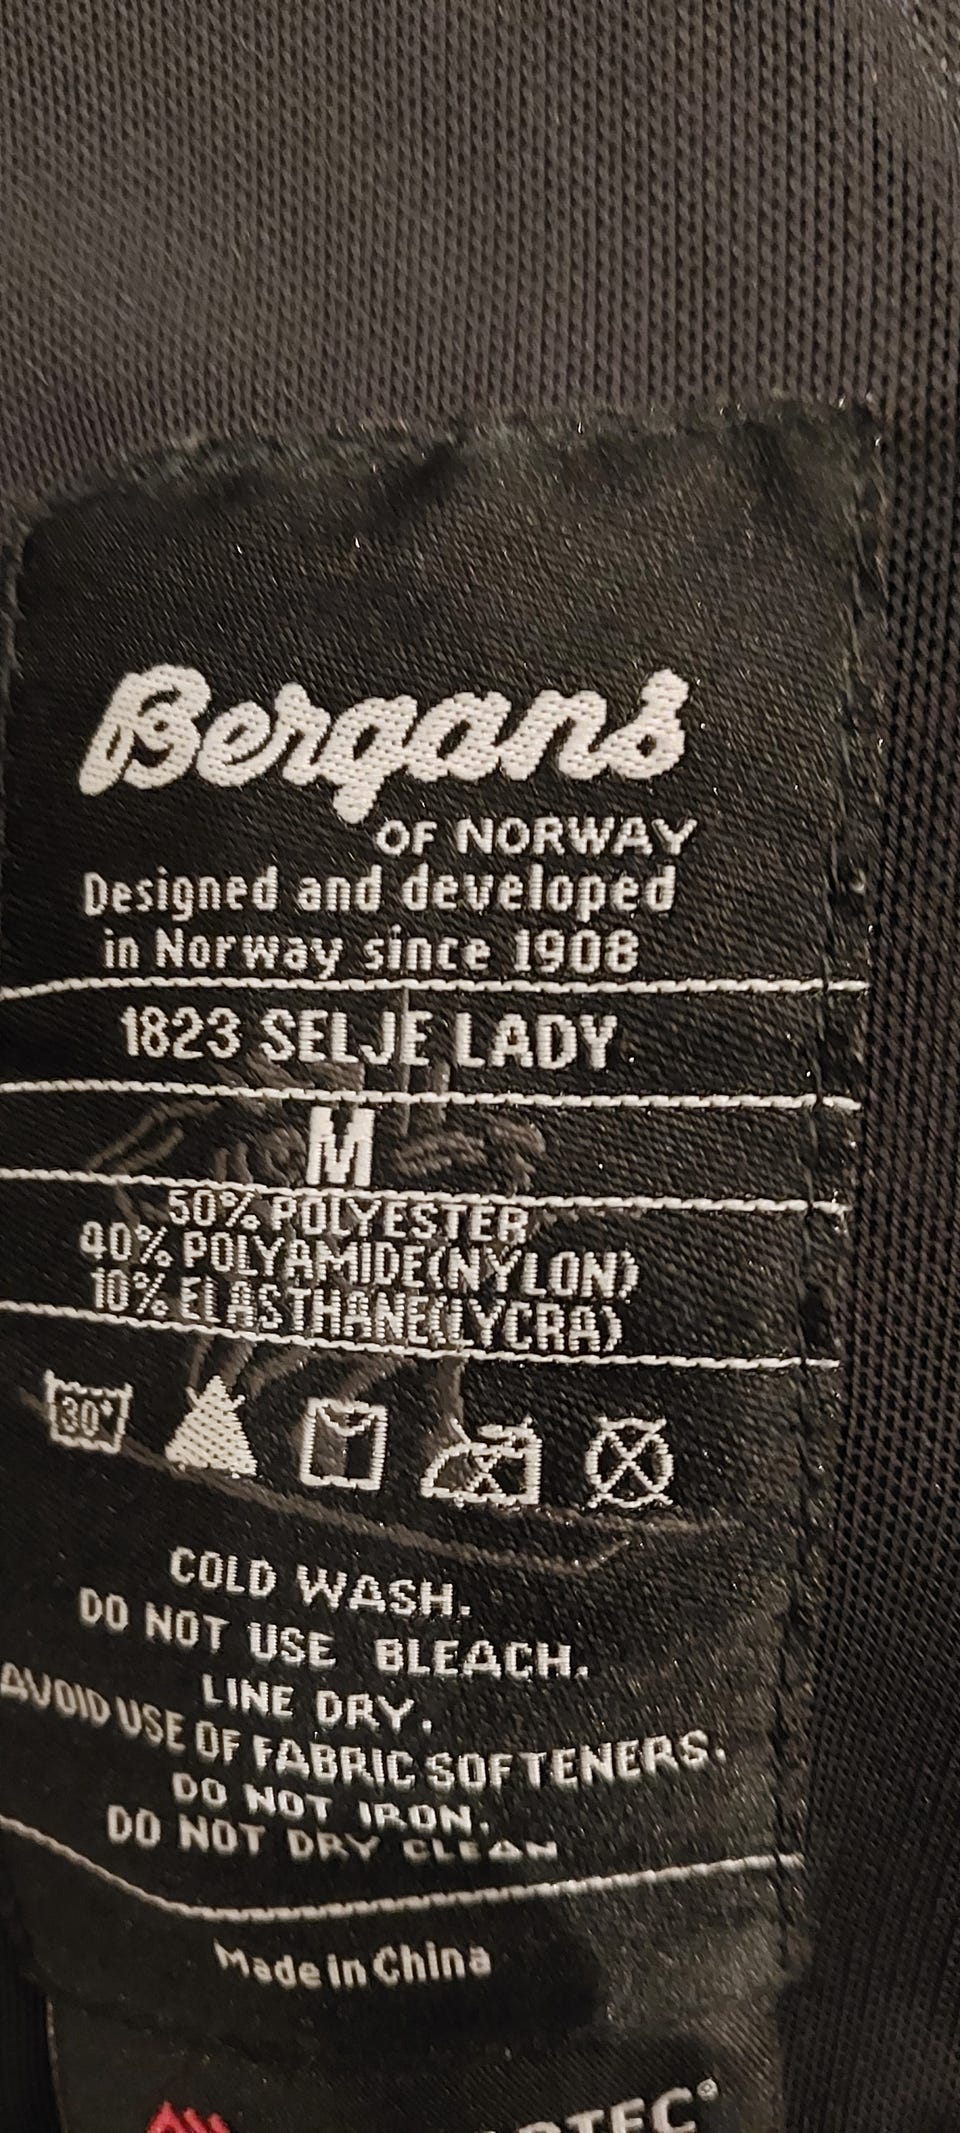 Bergans
OF NORWAY
Designed and developed
in Norway since 1908
1823 SELJE LADY
M
50% POLYESTER
40% POLYAMIDE(NYLON)
10% ELASTHANE(LYCRA)
30°
COLD WASH.
DO NOT USE BLEACH.
LINE DRY.
AVOID USE OF FABRIC SOFTENERS.
DO NOT IRON.
DO NOT DRY CLEAN
Made in China